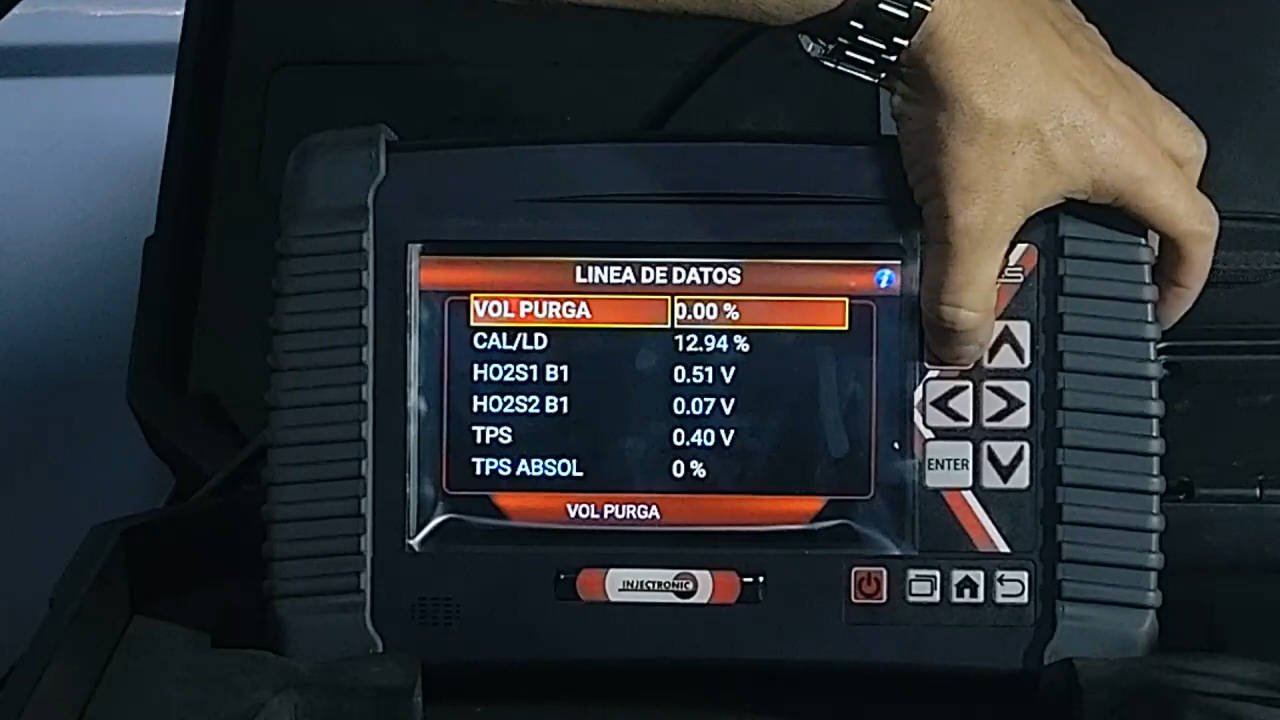 LINEA DE DATOS
VOL PURGA 0.00 %
CAL/LD 12.94 %
HO2S1 B1 0.51 V
HO2S2 B1 0.07 V
TPS 0.40 V
TPS ABSOL 0 %
VOL PURGA
ENTER
INJECTRONIC